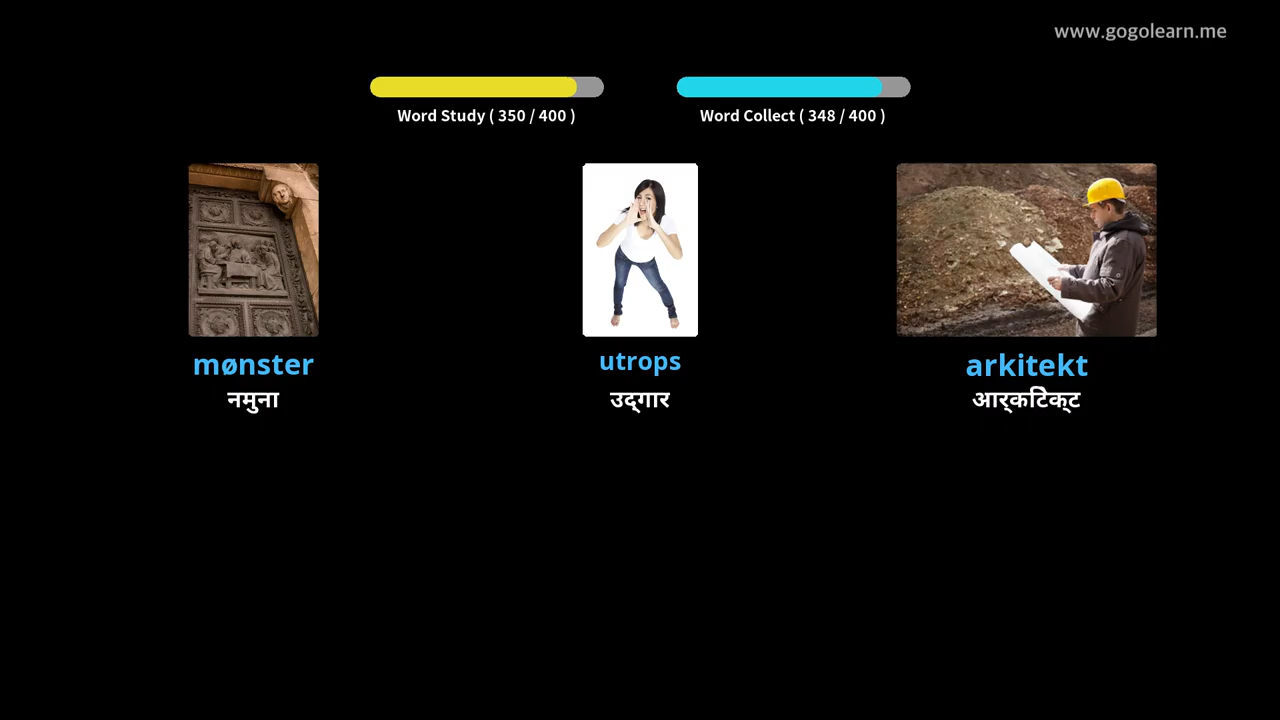 www.gogolearn.me
Word Study ( 350 / 400 )
Word Collect ( 348 / 400 )
mønster
utrops
arkitekt
नमुना
उद्गार
आर्कटिेक्ट